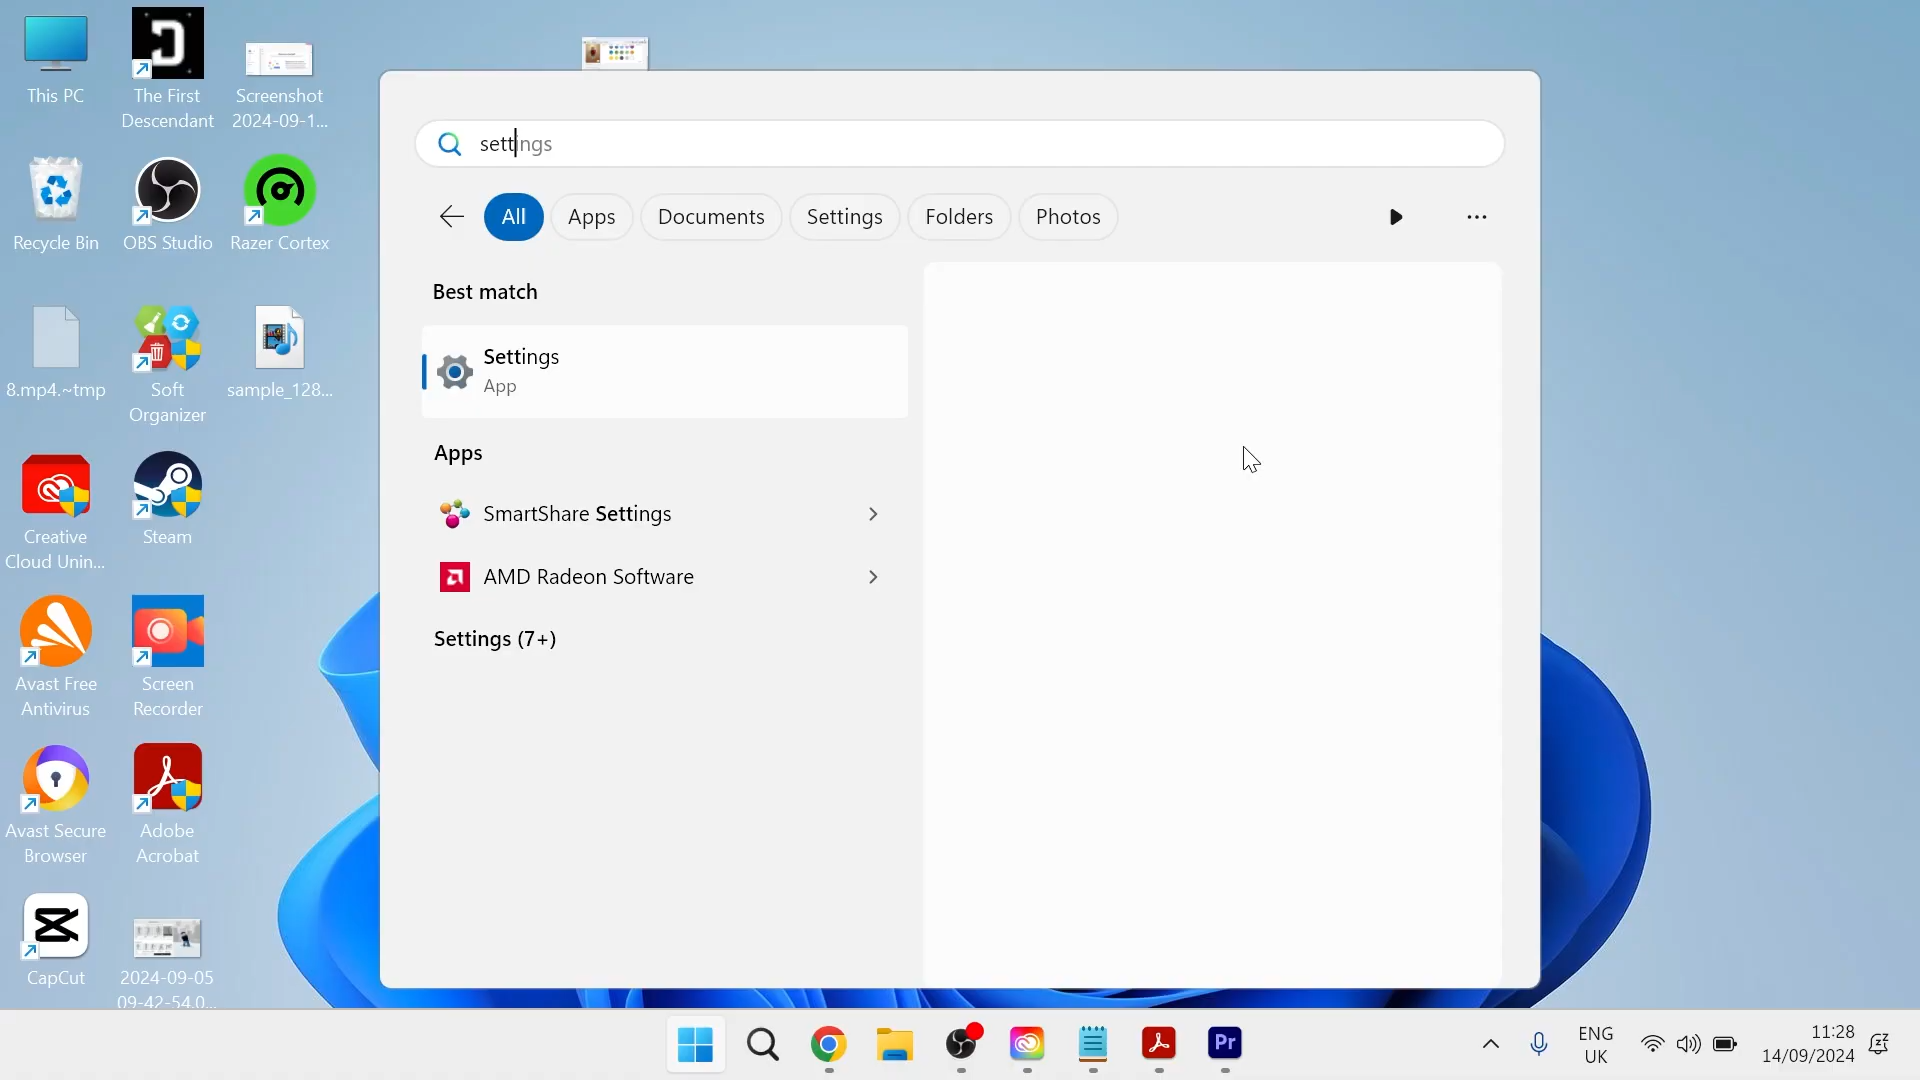 This PC
The First
Descendant
Screenshot
2024-09-1...
Recycle Bin
OBS Studio
Razer Cortex
8.mp4.~tmp
Soft
Organizer
sample_128...
Creative
Cloud Unin...
Steam
Avast Free
Antivirus
Screen
Recorder
Avast Secure
Browser
Adobe
Acrobat
CapCut
2024-09-05
09-42-54.0...
settings
All
Apps
Documents
Settings
Folders
Photos
Best match
Settings
App
Apps
SmartShare Settings
AMD Radeon Software
Settings (7+)
Pr
ENG
UK
11:28
14/09/2024